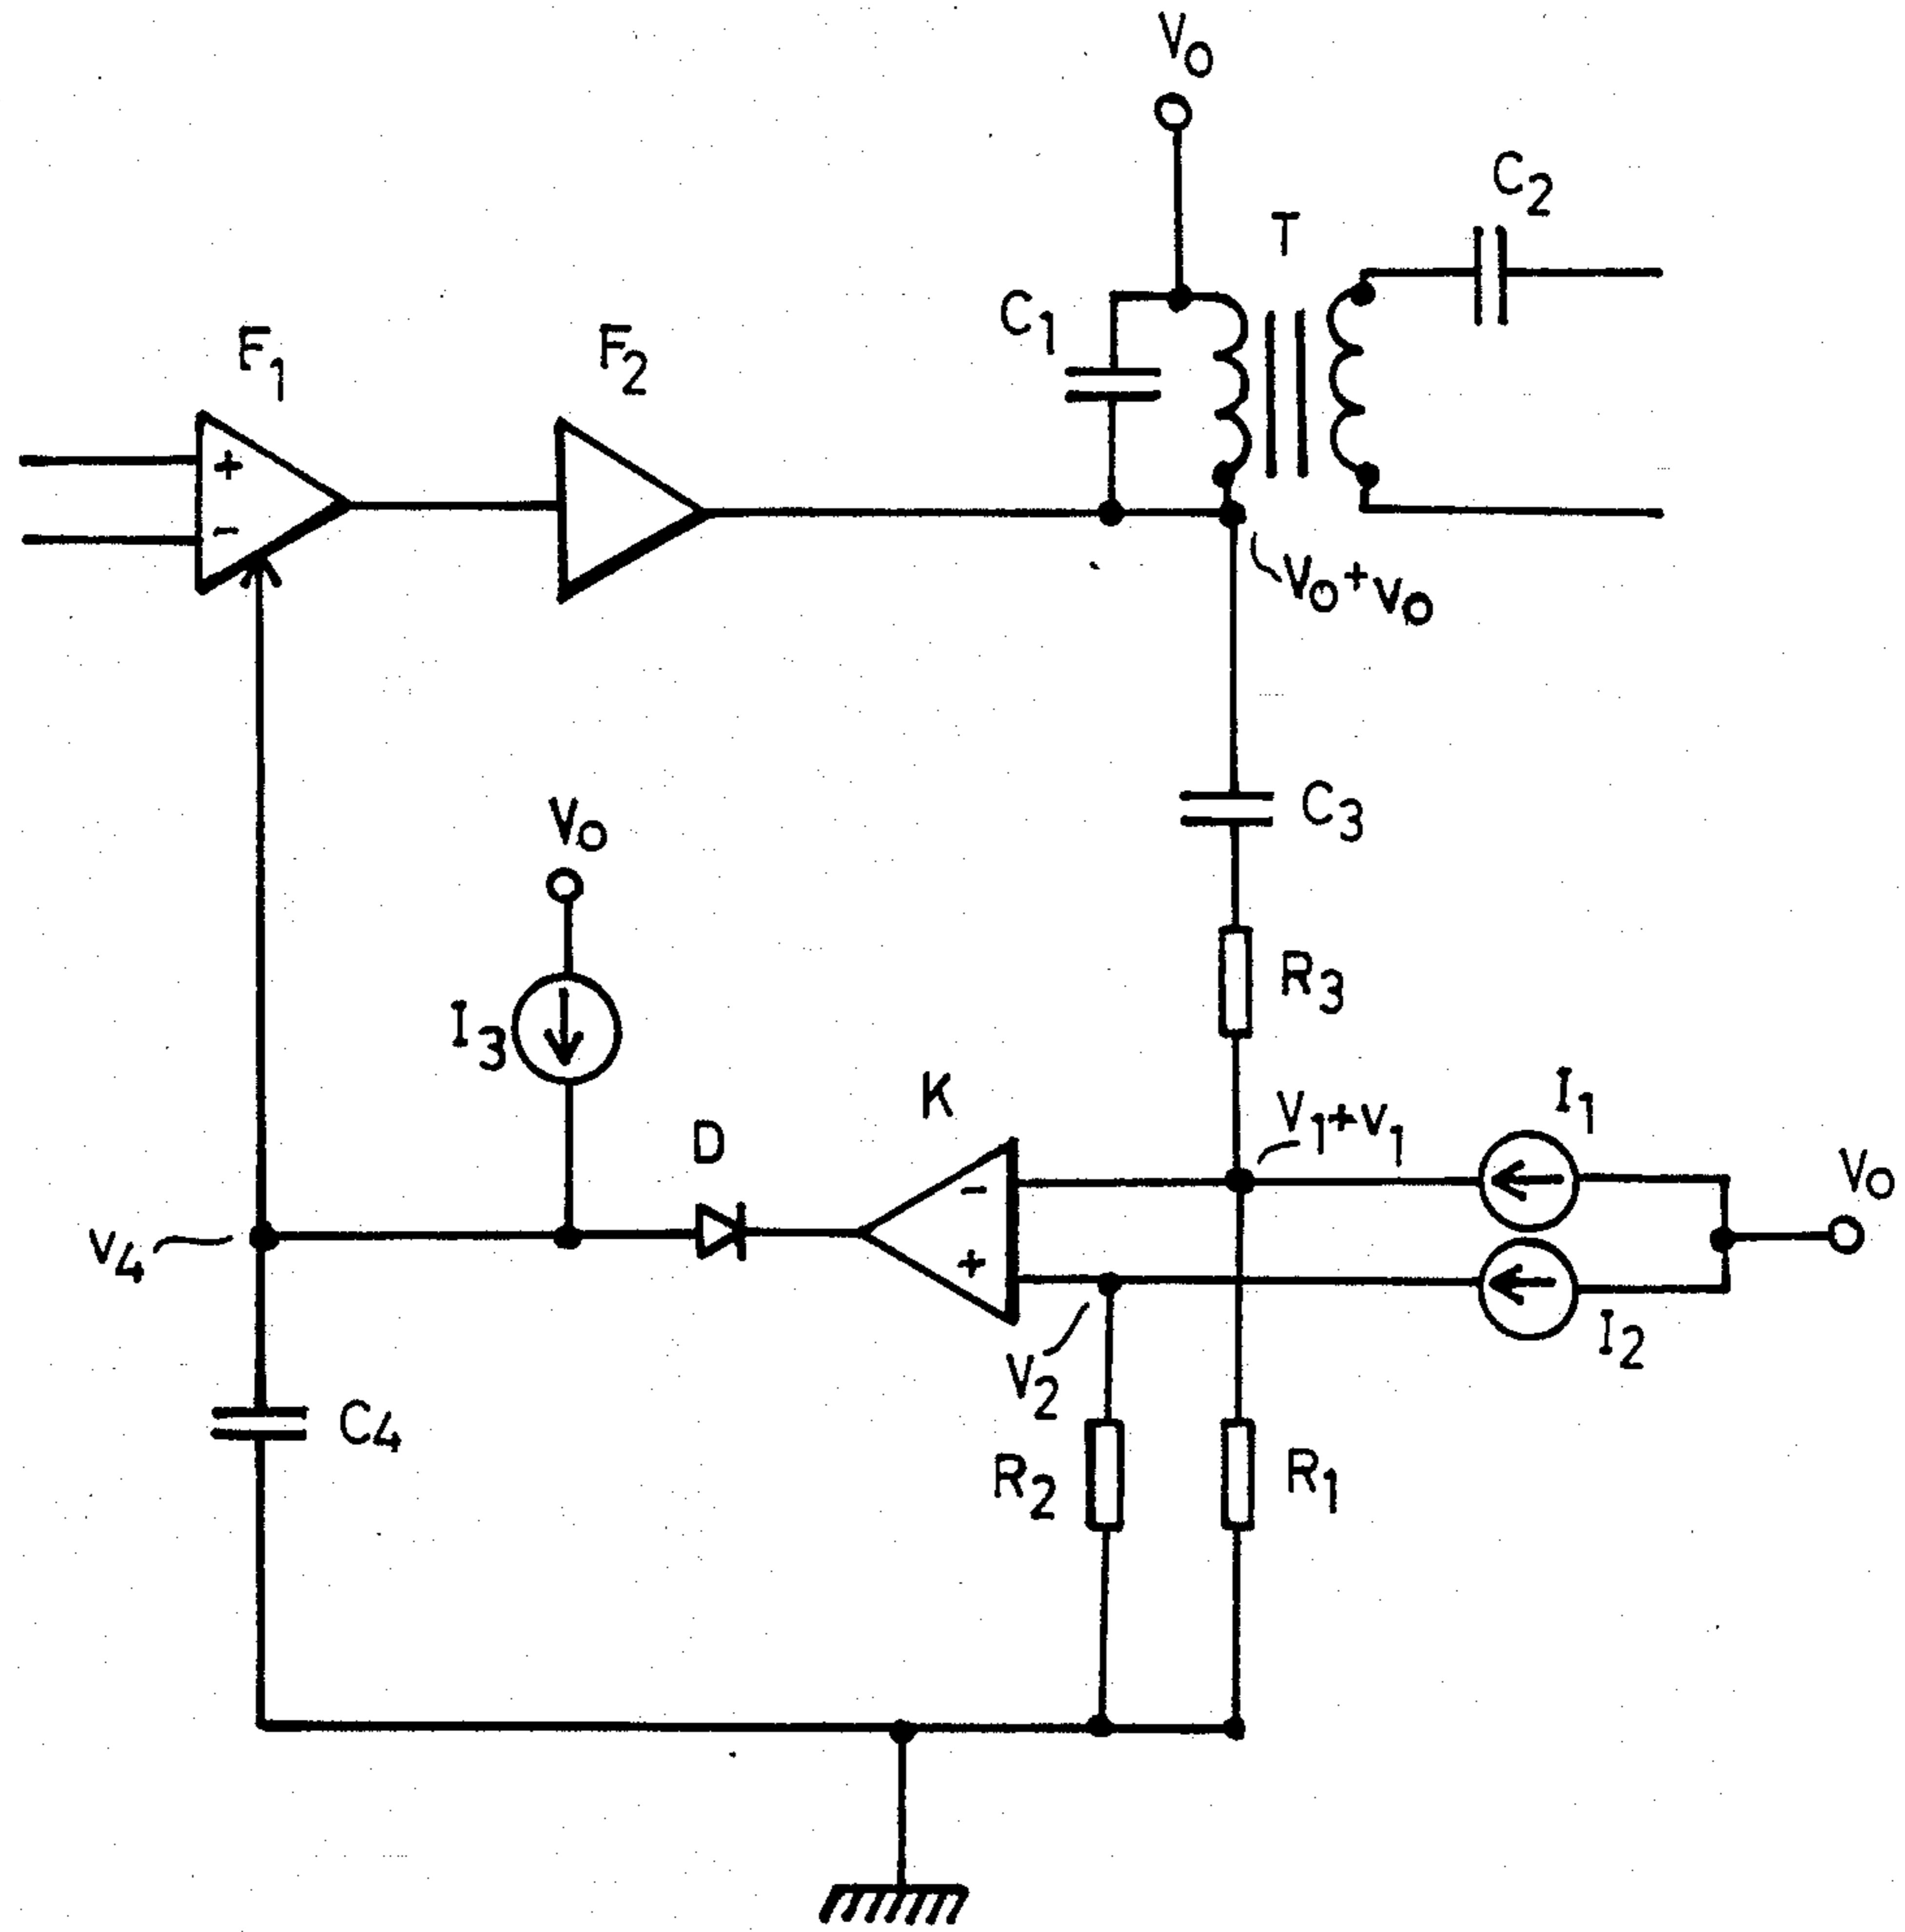 V₀
C₂
T
C₁
F₁
F₂
+
−
V₀+v₀
C₃
V₀
R₃
I₃
K
I₁
V₁+v₁
D
V₀
−
v₄
+
I₂
V₂
C₄
R₂
R₁